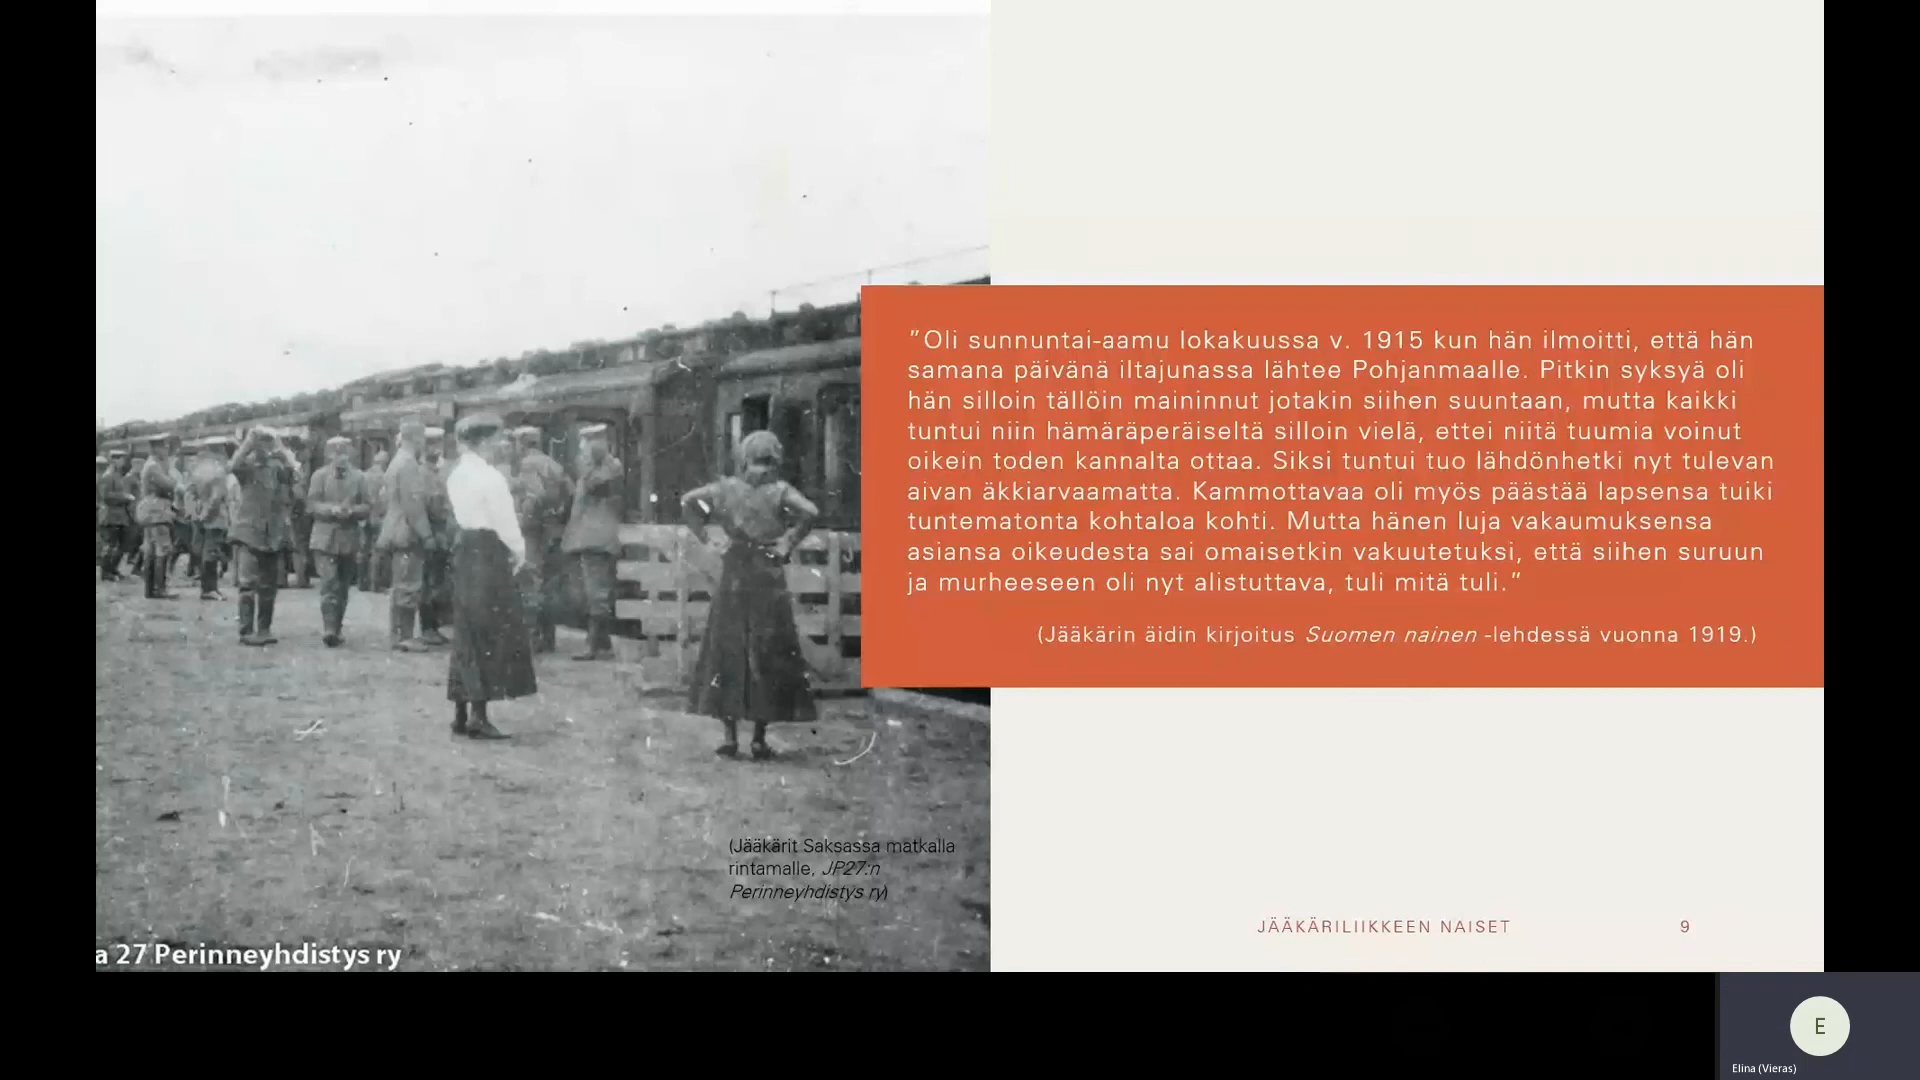 ”Oli sunnuntai-aamu lokakuussa v. 1915 kun hän ilmoitti, että hän
samana päivänä iltajunassa lähtee Pohjanmaalle. Pitkin syksyä oli
hän silloin tällöin maininnut jotakin siihen suuntaan, mutta kaikki
tuntui niin hämäräperäiseltä silloin vielä, ettei niitä tuumia voinut
oikein toden kannalta ottaa. Siksi tuntui tuo lähdönhetki nyt tulevan
aivan äkkiarvaamatta. Kammottavaa oli myös päästää lapsensa tuiki
tuntematonta kohtaloa kohti. Mutta hänen luja vakaumuksensa
asiansa oikeudesta sai omaisetkin vakuutetuksi, että siihen suruun
ja murheeseen oli nyt alistuttava, tuli mitä tuli.”
(Jääkärin äidin kirjoitus Suomen nainen -lehdessä vuonna 1919.)
(Jääkärit Saksassa matkalla
rintamalle, JP27:n
Perinneyhdistys ry)
a 27 Perinneyhdistys ry
JÄÄKÄRILIIKKEEN NAISET 9
E
Elina (Vieras)